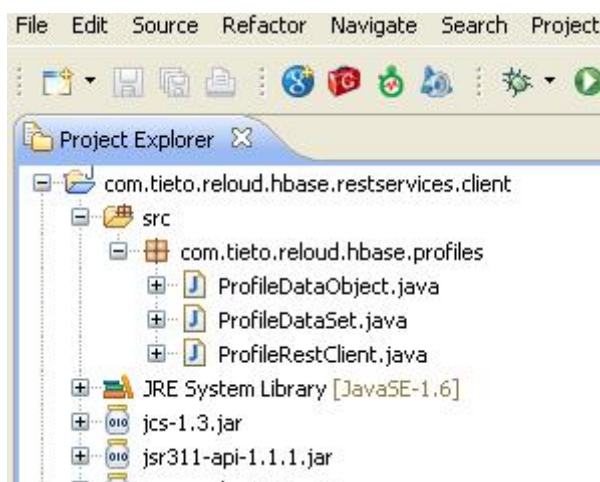 File Edit Source Refactor Navigate Search Project
Project Explorer
com.tieto.reloud.hbase.restservices.client
src
com.tieto.reloud.hbase.profiles
ProfileDataObject.java
ProfileDataSet.java
ProfileRestClient.java
JRE System Library [JavaSE-1.6]
jcs-1.3.jar
jsr311-api-1.1.1.jar